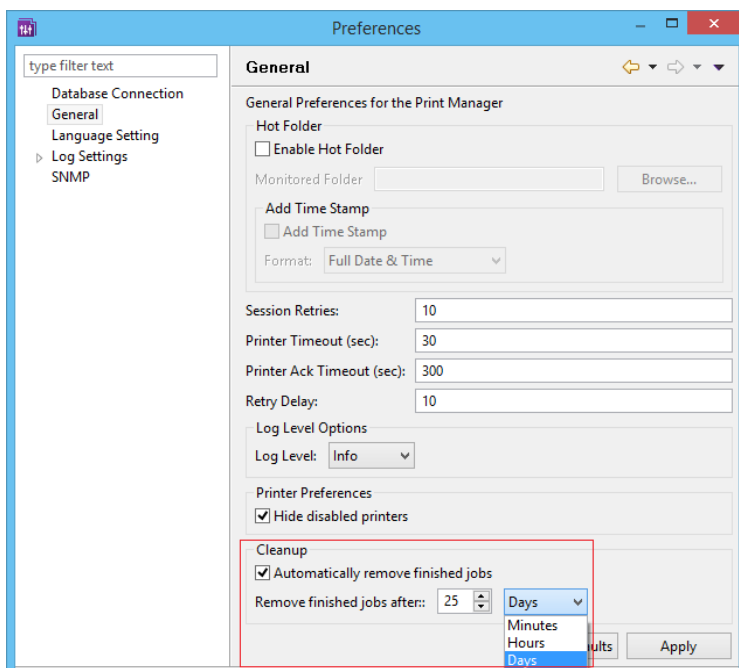 Preferences
type filter text
Database Connection
General
Language Setting
Log Settings
SNMP
General
General Preferences for the Print Manager
Hot Folder
Enable Hot Folder
Monitored Folder
Browse...
Add Time Stamp
Add Time Stamp
Format: Full Date & Time
Session Retries: 10
Printer Timeout (sec): 30
Printer Ack Timeout (sec): 300
Retry Delay: 10
Log Level Options
Log Level: Info
Printer Preferences
Hide disabled printers
Cleanup
Automatically remove finished jobs
Remove finished jobs after:: 25 Days
Minutes
Hours
Days
ults Apply